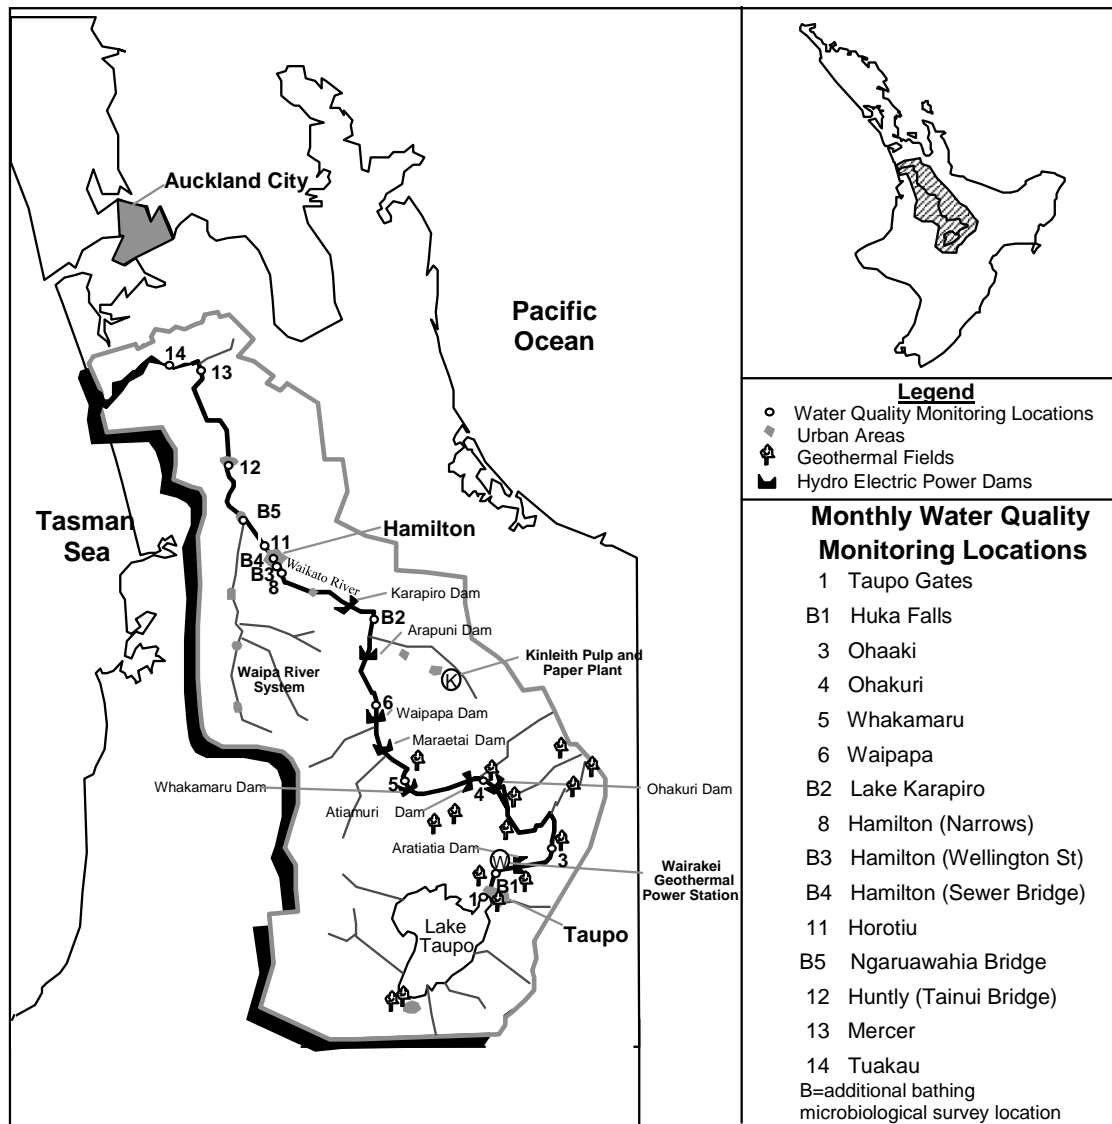 Auckland City
Pacific
Ocean
14
13
12
B5
Tasman
Sea
Hamilton
11
B4
B3
8
Waikato River
Karapiro Dam
B2
Arapuni Dam
Kinleith Pulp and
Paper Plant
K
Waipa River
System
6
Waipapa Dam
Maraetai Dam
Whakamaru Dam
5
4
Ohakuri Dam
Atiamuri Dam
Aratiatia Dam
3
W
Wairakei
Geothermal
Power Station
B1
1
Lake
Taupo
Taupo
Legend
Water Quality Monitoring Locations
Urban Areas
Geothermal Fields
Hydro Electric Power Dams
Monthly Water Quality
Monitoring Locations
1 Taupo Gates
B1 Huka Falls
3 Ohaaki
4 Ohakuri
5 Whakamaru
6 Waipapa
B2 Lake Karapiro
8 Hamilton (Narrows)
B3 Hamilton (Wellington St)
B4 Hamilton (Sewer Bridge)
11 Horotiu
B5 Ngaruawahia Bridge
12 Huntly (Tainui Bridge)
13 Mercer
14 Tuakau
B=additional bathing
microbiological survey location